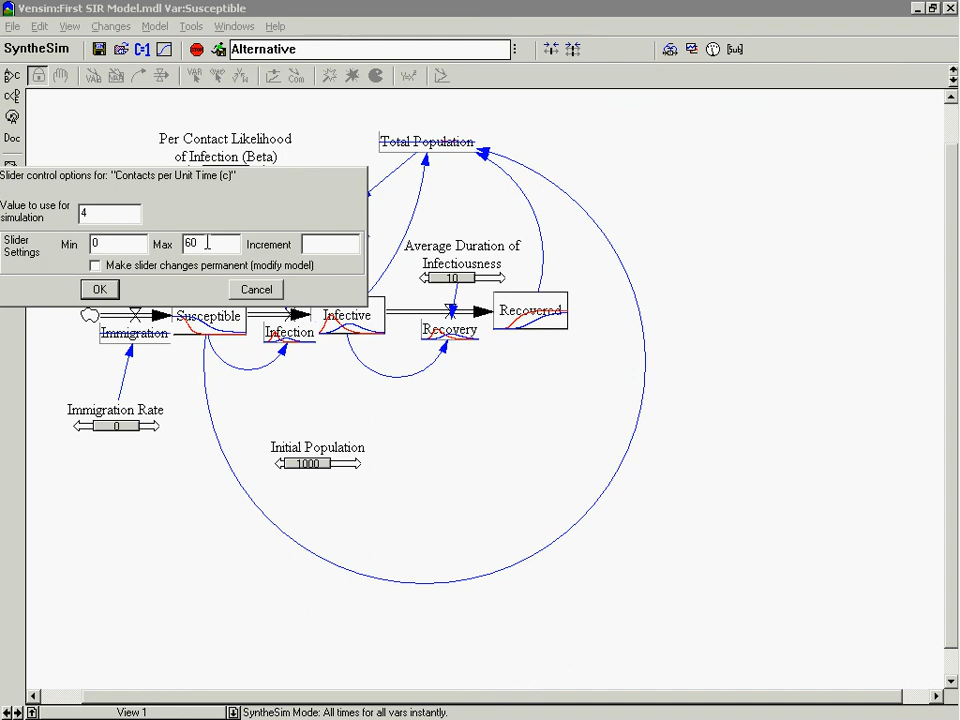 Vensim:First SIR Model.mdl Var:Susceptible
File Edit View Changes Model Tools Windows Help
SyntheSim Alternative [Sub]
VAR Com
Doc
Per Contact Likelihood
of Infection (Beta)
Total Population
Slider control options for: "Contacts per Unit Time (c)"
Value to use for
simulation
4
Slider
Settings
Min 0 Max 60 Increment
Make slider changes permanent (modify model)
OK Cancel
Average Duration of
Infectiousness
10
Susceptible
Infective
Recovered
Immigration
Infection
Recovery
Immigration Rate
0
Initial Population
1000
View 1
SyntheSim Mode: All times for all vars instantly.